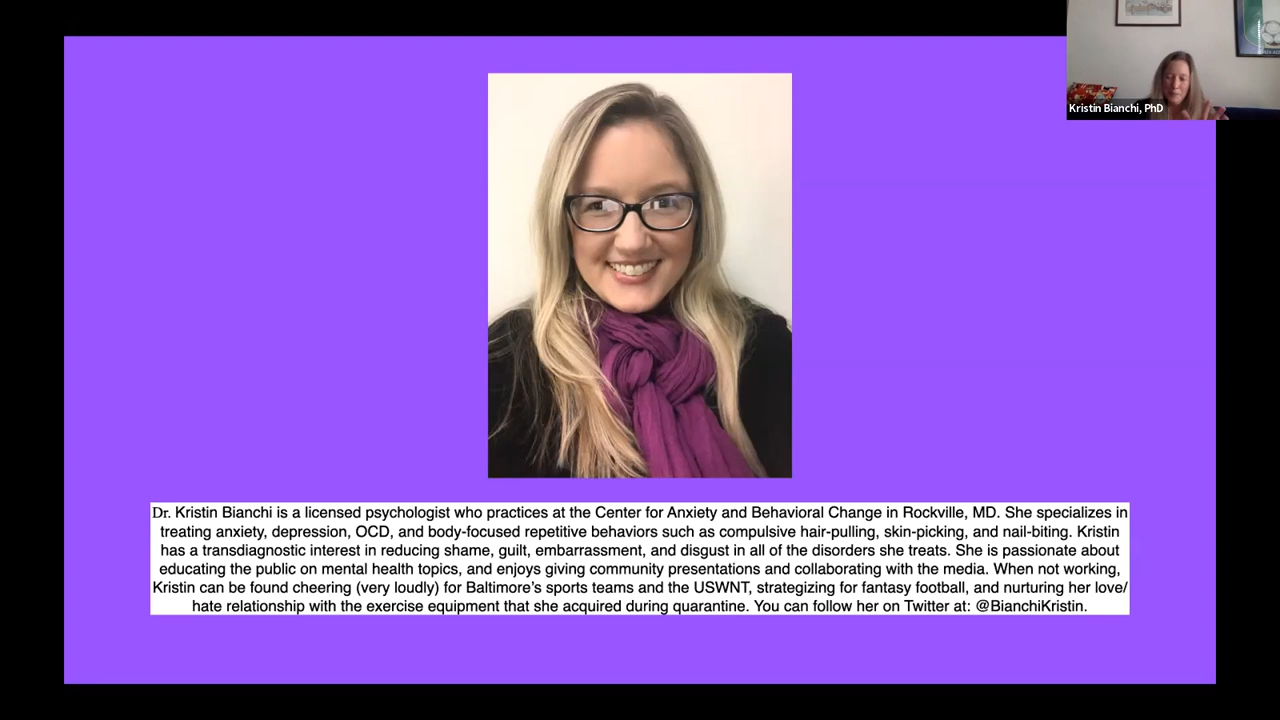 Kristin Bianchi, PhD
Dr. Kristin Bianchi is a licensed psychologist who practices at the Center for Anxiety and Behavioral Change in Rockville, MD. She specializes in
treating anxiety, depression, OCD, and body-focused repetitive behaviors such as compulsive hair-pulling, skin-picking, and nail-biting. Kristin
has a transdiagnostic interest in reducing shame, guilt, embarrassment, and disgust in all of the disorders she treats. She is passionate about
educating the public on mental health topics, and enjoys giving community presentations and collaborating with the media. When not working,
Kristin can be found cheering (very loudly) for Baltimore’s sports teams and the USWNT, strategizing for fantasy football, and nurturing her love/
hate relationship with the exercise equipment that she acquired during quarantine. You can follow her on Twitter at: @BianchiKristin.